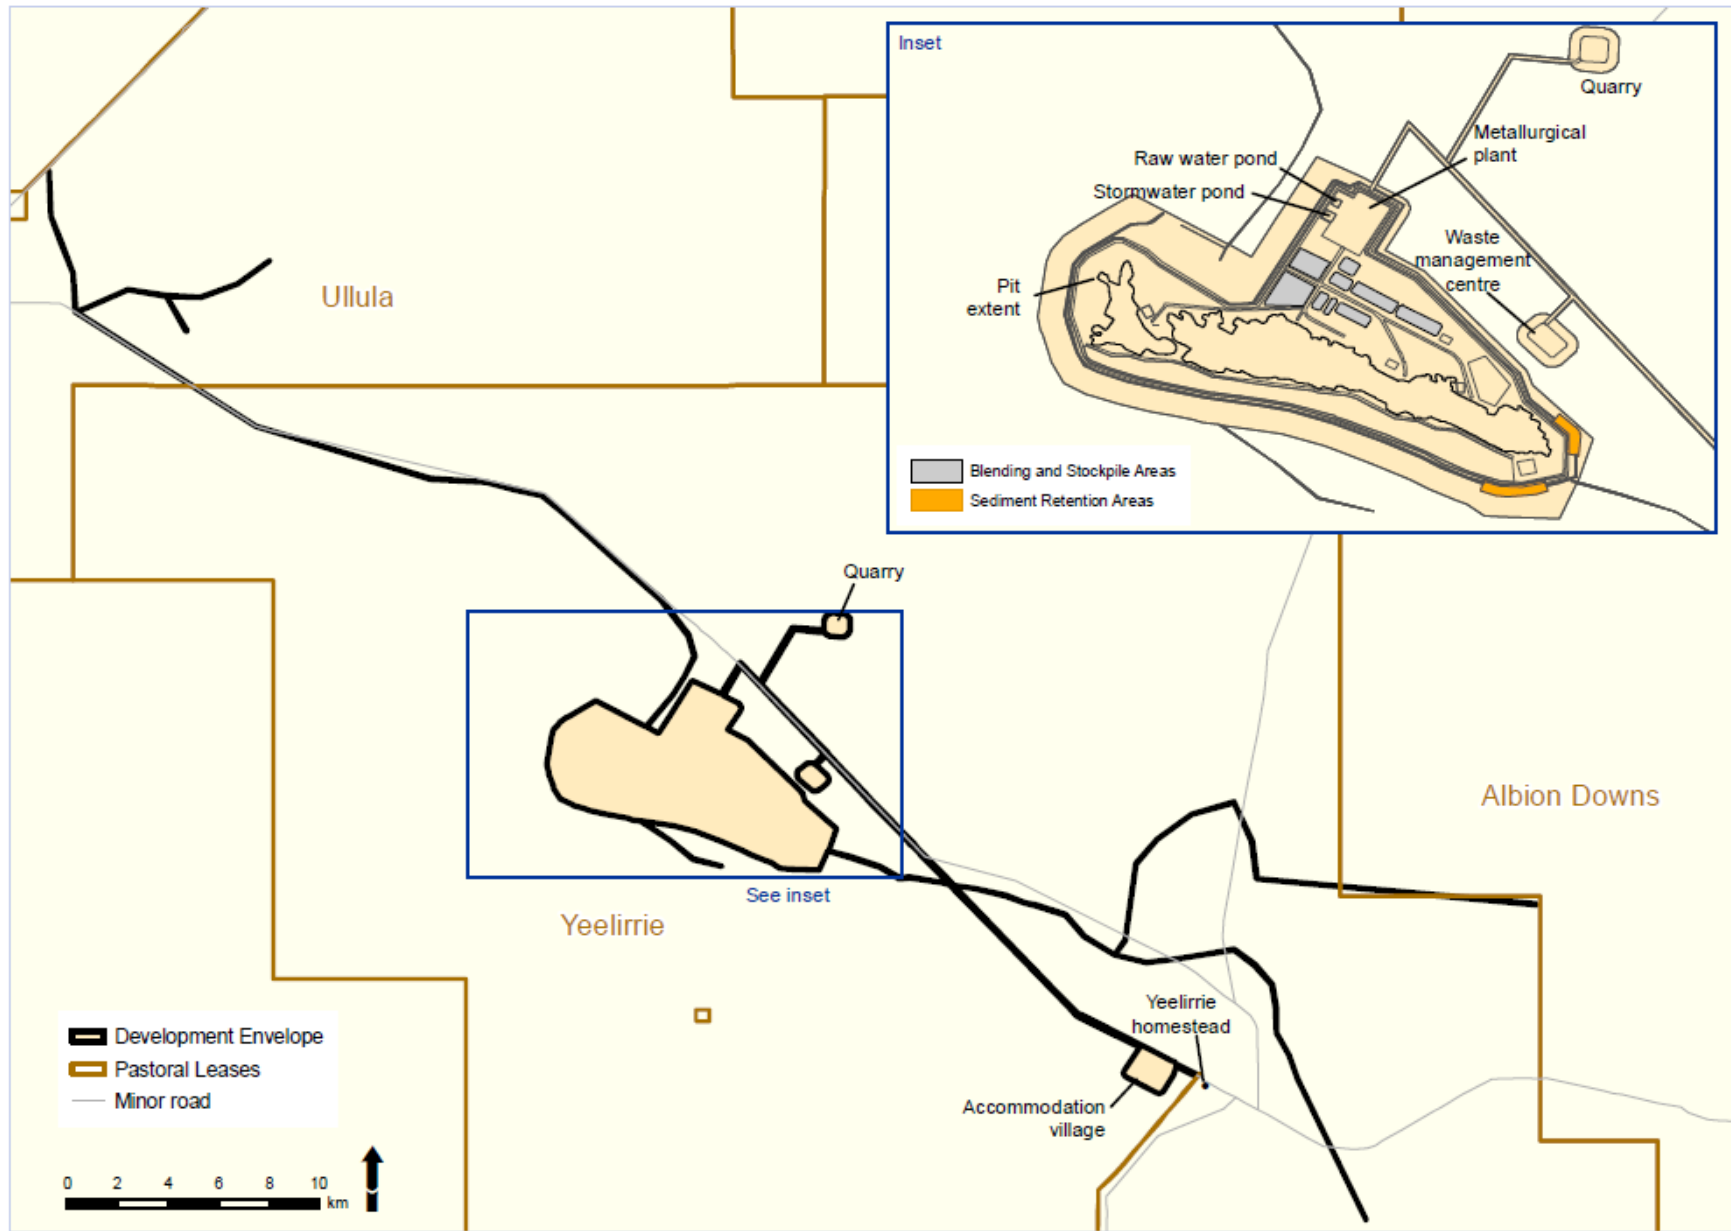 Inset
Quarry
Metallurgical
plant
Raw water pond
Stormwater pond
Waste
management
centre
Pit
extent
Blending and Stockpile Areas
Sediment Retention Areas
Ullula
Quarry
See inset
Albion Downs
Yeelirrie
Yeelirrie
homestead
Accommodation
village
Development Envelope
Pastoral Leases
Minor road
0 2 4 6 8 10
km